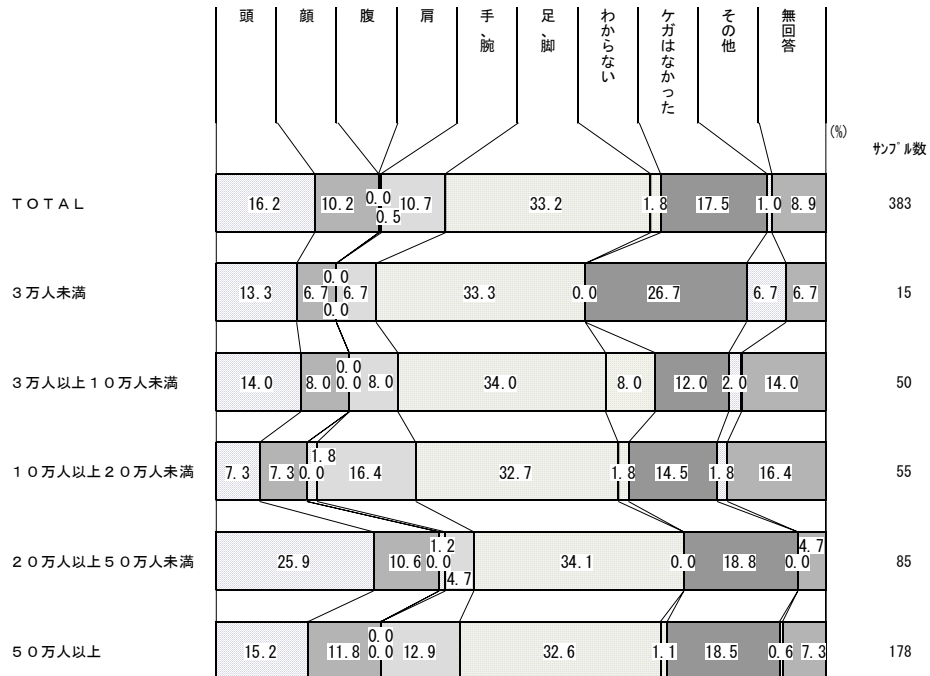 頭 顔 腹 肩 手、腕 足、脚 わからない ケガはなかった その他 無回答
(%)
ｻﾝﾌﾟﾙ数
ＴＯＴＡＬ 16.2 10.2 0.0 0.5 10.7 33.2 1.8 17.5 1.0 8.9 383
３万人未満 13.3 6.7 0.0 0.0 6.7 33.3 0.0 26.7 6.7 6.7 15
３万人以上１０万人未満 14.0 8.0 0.0 0.0 8.0 34.0 8.0 12.0 2.0 14.0 50
１０万人以上２０万人未満 7.3 7.3 0.0 1.8 16.4 32.7 1.8 14.5 1.8 16.4 55
２０万人以上５０万人未満 25.9 10.6 0.0 1.2 4.7 34.1 0.0 18.8 0.0 4.7 85
５０万人以上 15.2 11.8 0.0 0.0 12.9 32.6 1.1 18.5 0.6 7.3 178